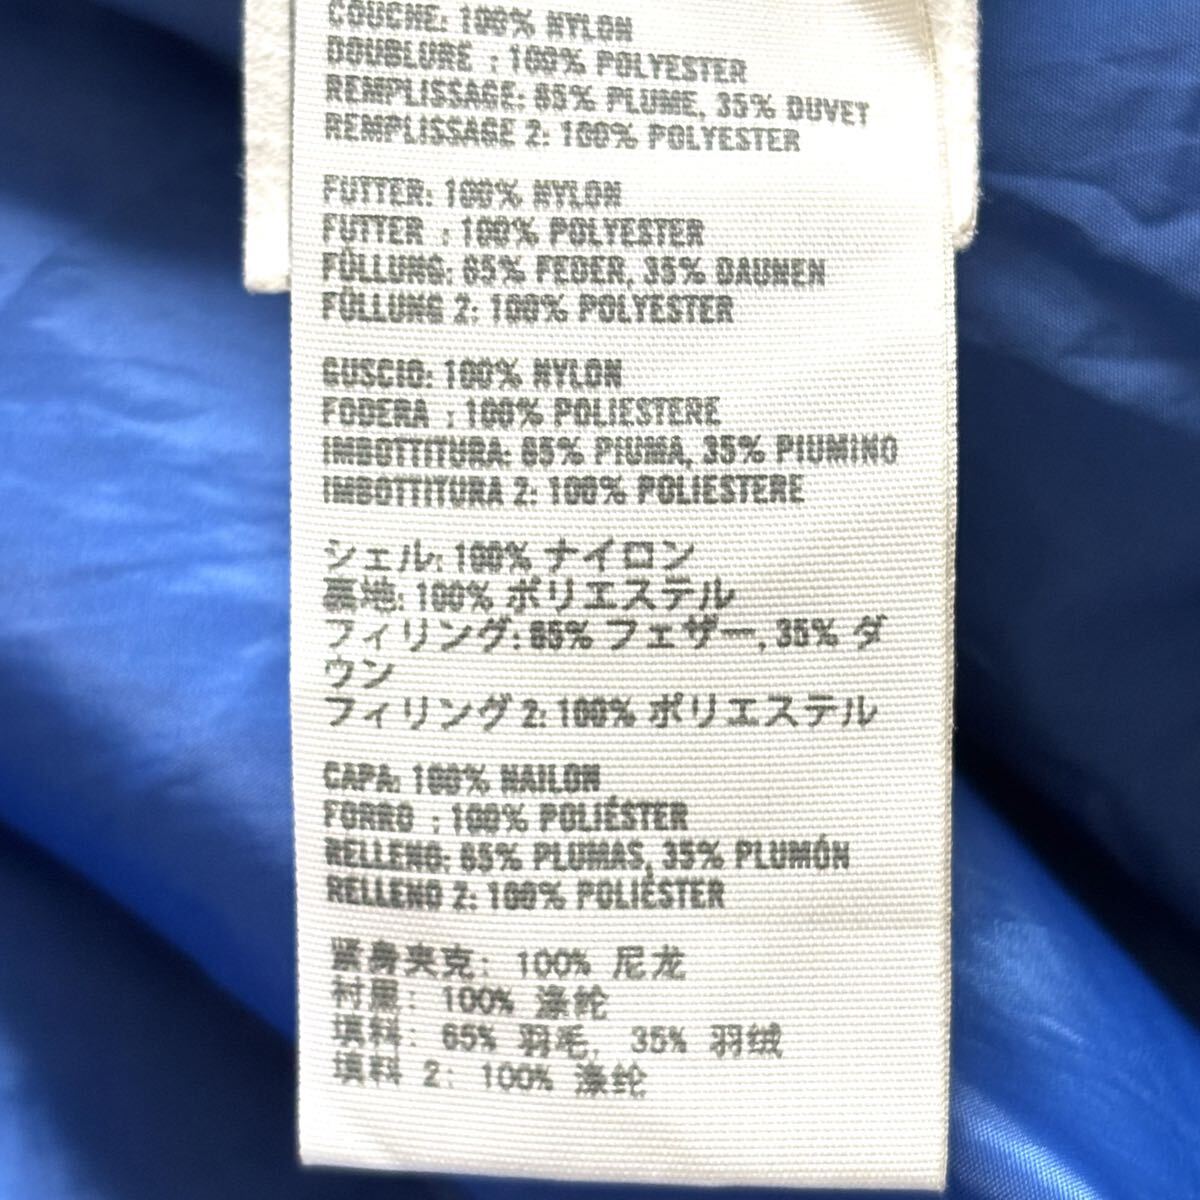 COUCHE: 100% NYLON
DOUBLURE : 100% POLYESTER
REMPLISSAGE: 65% PLUME, 35% DUVET
REMPLISSAGE 2: 100% POLYESTER
FUTTER: 100% NYLON
FUTTER : 100% POLYESTER
FÜLLUNG: 65% FEDER, 35% DAUNEN
FÜLLUNG 2: 100% POLYESTER
GUSCIO: 100% NYLON
FODERA : 100% POLIESTERE
IMBOTTITURA: 65% PIUMA, 35% PIUMINO
IMBOTTITURA 2: 100% POLIESTERE
シェル: 100% ナイロン
裏地: 100% ポリエステル
フィリング: 65% フェザー, 35% ダ
ウン
フィリング 2: 100% ポリエステル
CAPA: 100% NAILON
FORRO : 100% POLIÉSTER
RELLENO: 65% PLUMAS, 35% PLUMÓN
RELLENO 2: 100% POLIÉSTER
紧身夹克: 100% 尼龙
衬里: 100% 涤纶
填料: 65% 羽毛, 35% 羽绒
填料 2: 100% 涤纶